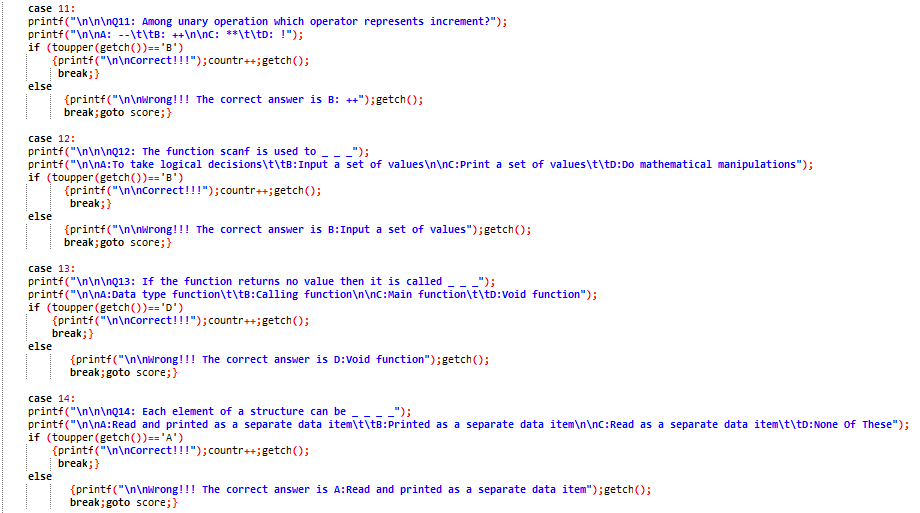 case 11:
printf("\n\n\nQ11: Among unary operation which operator represents increment?");
printf("\n\nA: --\t\tB: ++\n\nC: **\t\tD: !");
if (toupper(getch())=='B')
{printf("\n\nCorrect!!!");countr++;getch();
break;}
else
{printf("\n\nWrong!!! The correct answer is B: ++");getch();
break;goto score;}
case 12:
printf("\n\n\nQ12: The function scanf is used to _ _ _");
printf("\n\nA:To take logical decisions\t\tB:Input a set of values\n\nC:Print a set of values\t\tD:Do mathematical manipulations");
if (toupper(getch())=='B')
{printf("\n\nCorrect!!!");countr++;getch();
break;}
else
{printf("\n\nWrong!!! The correct answer is B:Input a set of values");getch();
break;goto score;}
case 13:
printf("\n\n\nQ13: If the function returns no value then it is called _ _ _");
printf("\n\nA:Data type function\t\tB:Calling function\n\nC:Main function\t\tD:Void function");
if (toupper(getch())=='D')
{printf("\n\nCorrect!!!");countr++;getch();
break;}
else
{printf("\n\nWrong!!! The correct answer is D:Void function");getch();
break;goto score;}
case 14:
printf("\n\n\nQ14: Each element of a structure can be _ _ _ _");
printf("\n\nA:Read and printed as a separate data item\t\tB:Printed as a separate data item\n\nC:Read as a separate data item\t\tD:None Of These");
if (toupper(getch())=='A')
{printf("\n\nCorrect!!!");countr++;getch();
break;}
else
{printf("\n\nWrong!!! The correct answer is A:Read and printed as a separate data item");getch();
break;goto score;}